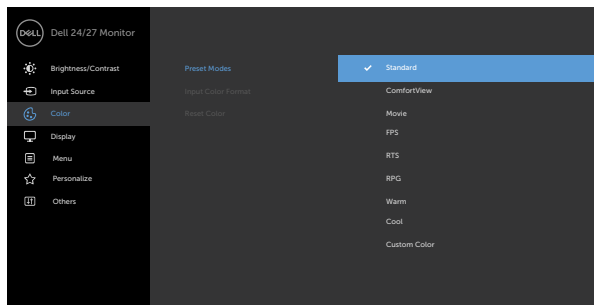 DELL
Dell 24/27 Monitor
Brightness/Contrast
Input Source
Color
Display
Menu
Personalize
Others
Preset Modes
Input Color Format
Reset Color
Standard
ComfortView
Movie
FPS
RTS
RPG
Warm
Cool
Custom Color